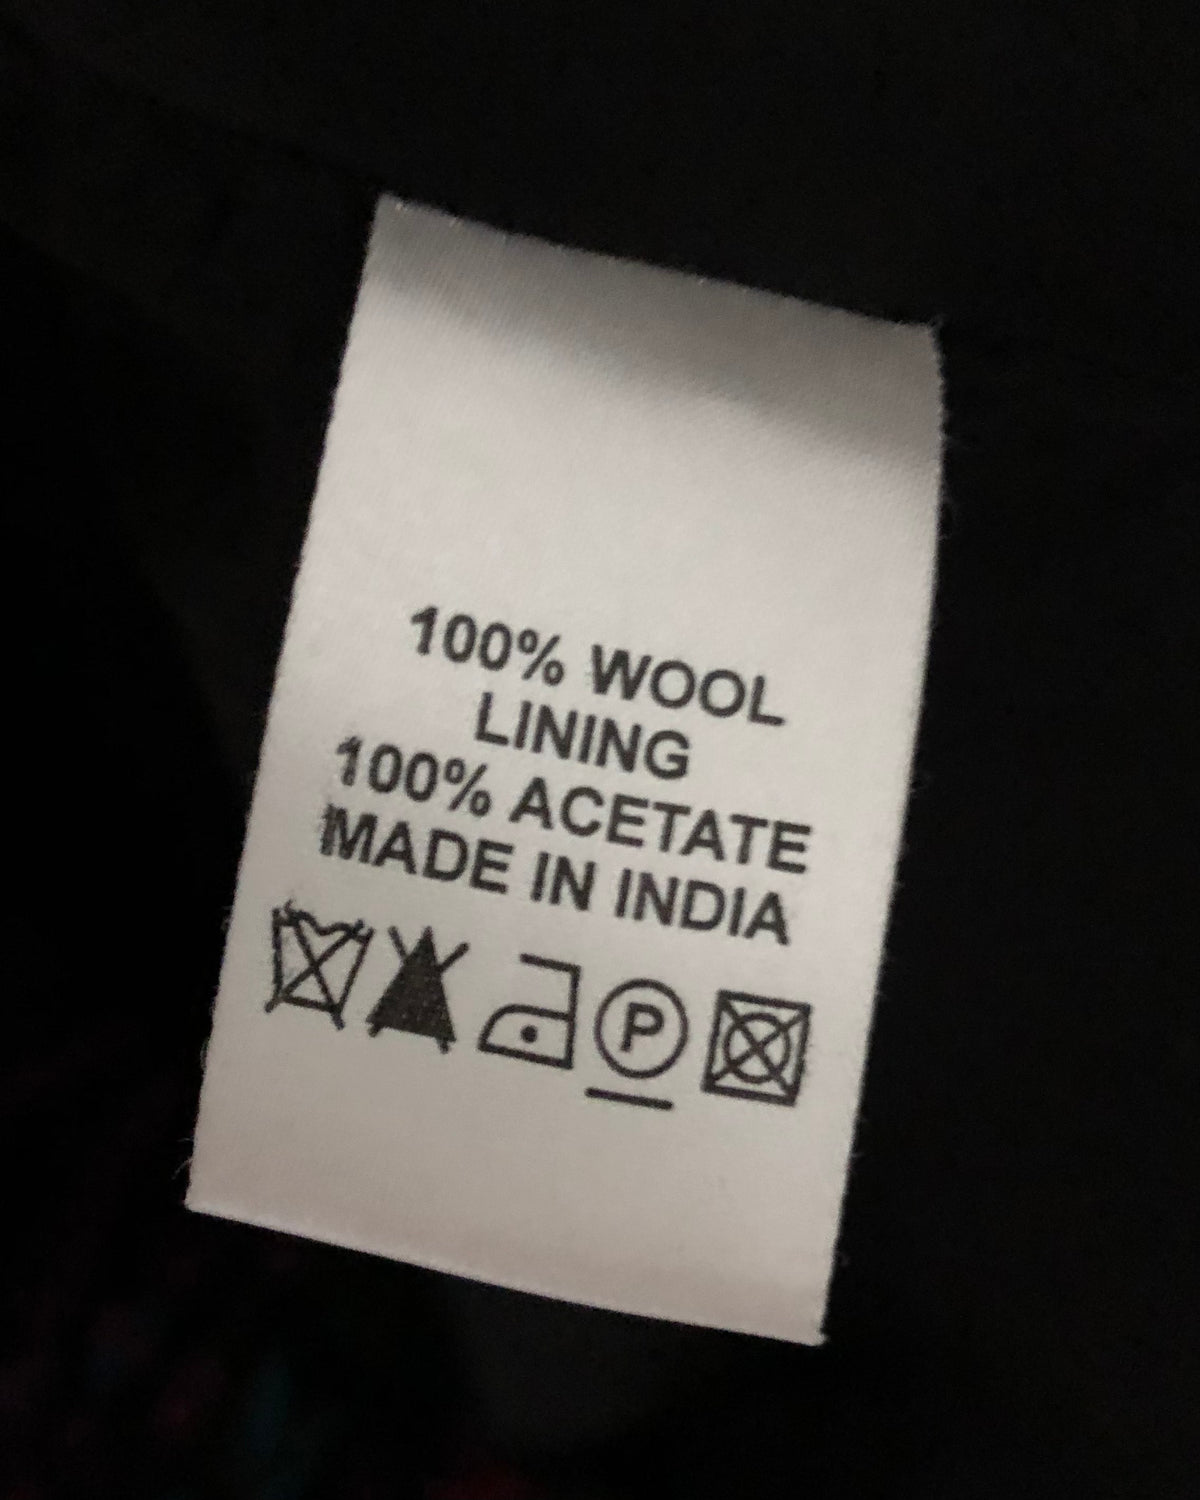 100% WOOL
LINING
100% ACETATE
MADE IN INDIA
P